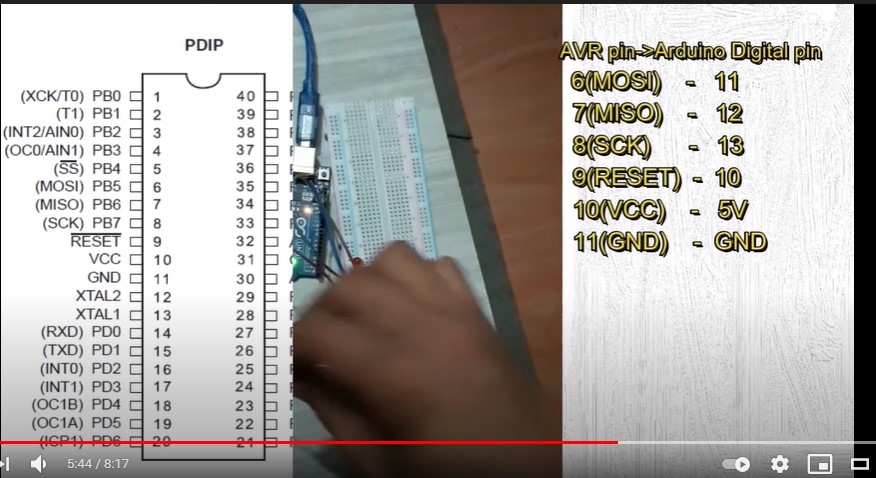 PDIP
(XCK/T0) PB0 1 40
(T1) PB1 2 39
(INT2/AIN0) PB2 3 38
(OC0/AIN1) PB3 4 37
(SS) PB4 5 36
(MOSI) PB5 6 35
(MISO) PB6 7 34
(SCK) PB7 8 33
RESET 9 32
VCC 10 31
GND 11 30
XTAL2 12 29
XTAL1 13 28
(RXD) PD0 14 27
(TXD) PD1 15 26
(INT0) PD2 16 25
(INT1) PD3 17 24
(OC1B) PD4 18 23
(OC1A) PD5 19 22
(ICP1) PD6 20 21
AVR pin->Arduino Digital pin
6(MOSI) - 11
7(MISO) - 12
8(SCK) - 13
9(RESET) - 10
10(VCC) - 5V
11(GND) - GND
5:44 / 8:17